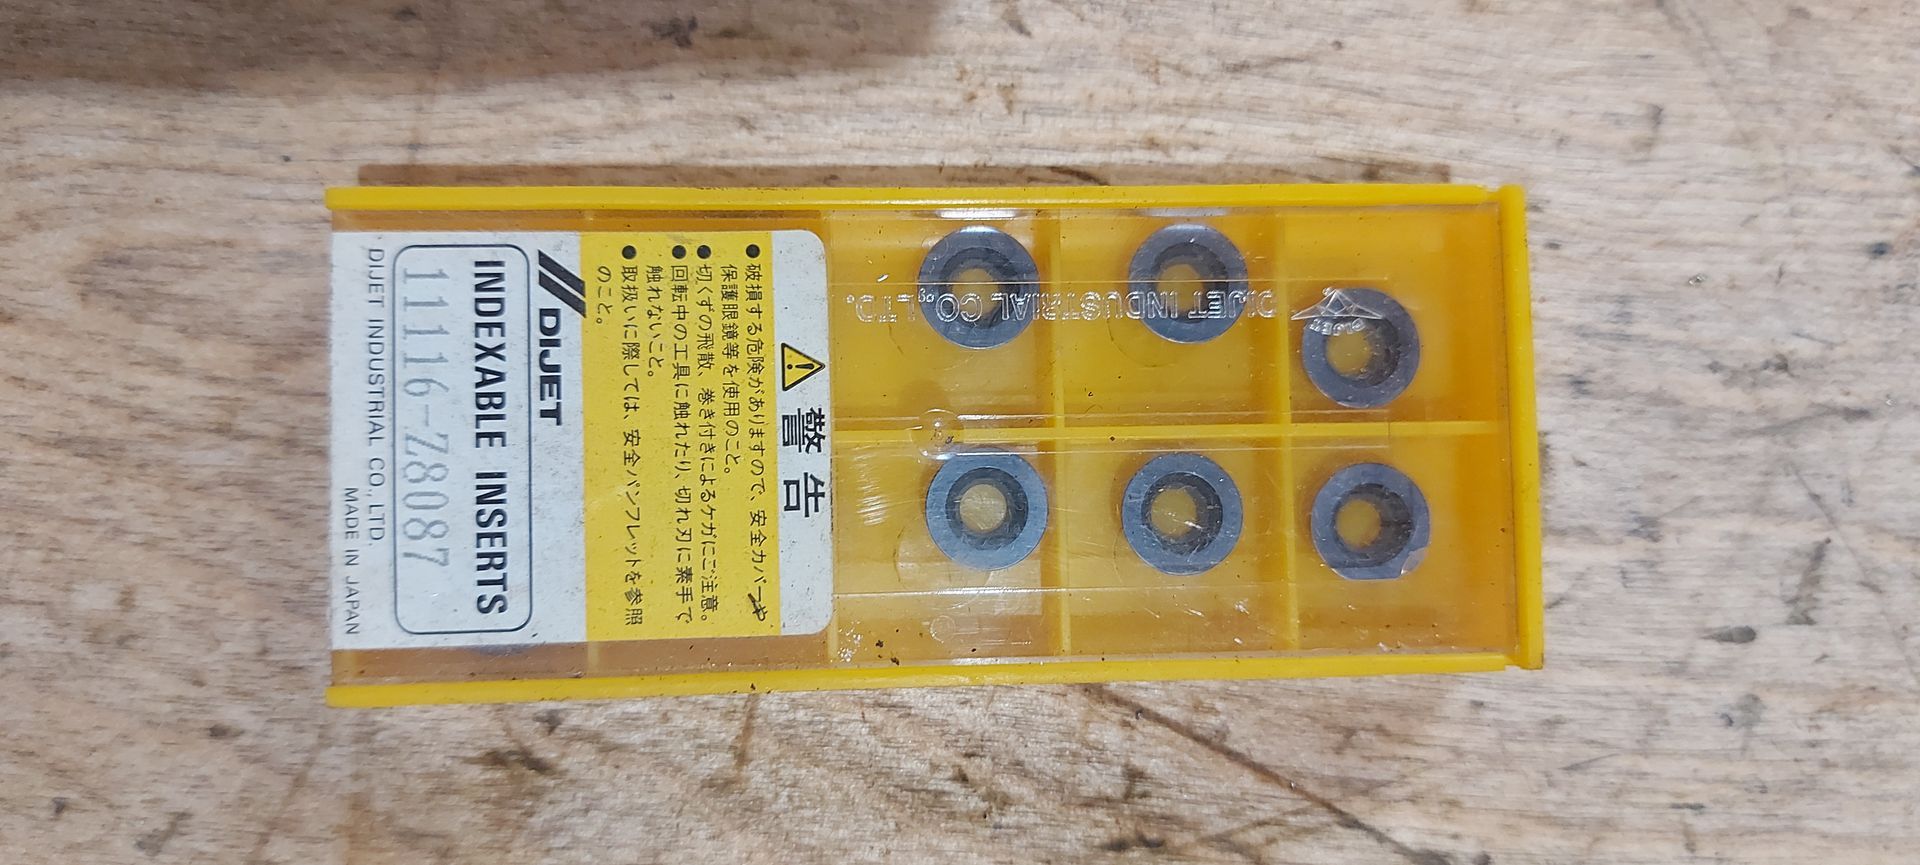 ⚠ 警告
●破損する危険がありますので、安全カバーや
保護眼鏡等を使用のこと。
●切くずの飛散、巻き付きによるケガにご注意。
●回転中の工具に触れたり、切れ刃に素手で
触れないこと。
●取扱いに際しては、安全パンフレットを参照
のこと。
DIJET
INDEXABLE INSERTS
11116-Z8087
DIJET INDUSTRIAL CO., LTD.
MADE IN JAPAN
DIJET
DIJET INDUSTRIAL CO., LTD.